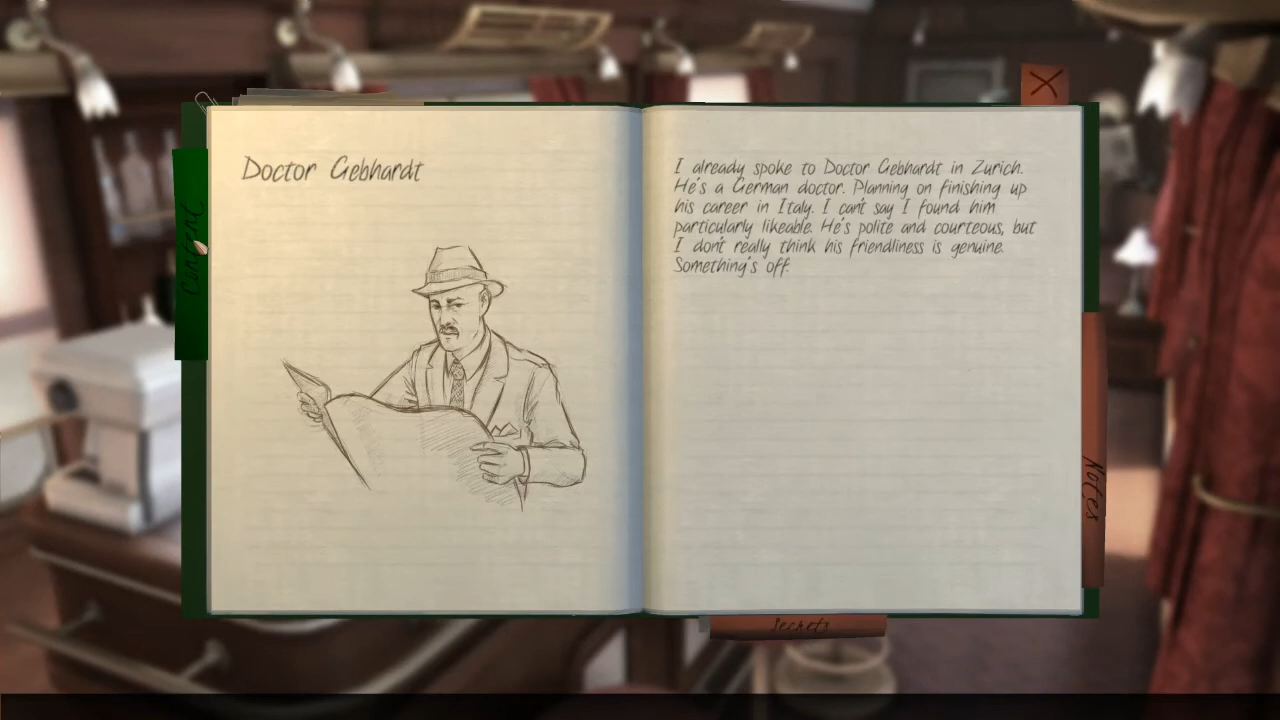 Doctor Gebhardt
I already spoke to Doctor Gebhardt in Zurich.
He's a German doctor. Planning on finishing up
his career in Italy. I can't say I found him
particularly likeable. He's polite and courteous, but
I don't really think his friendliness is genuine.
Something's off.
Content
Notes
Secrets